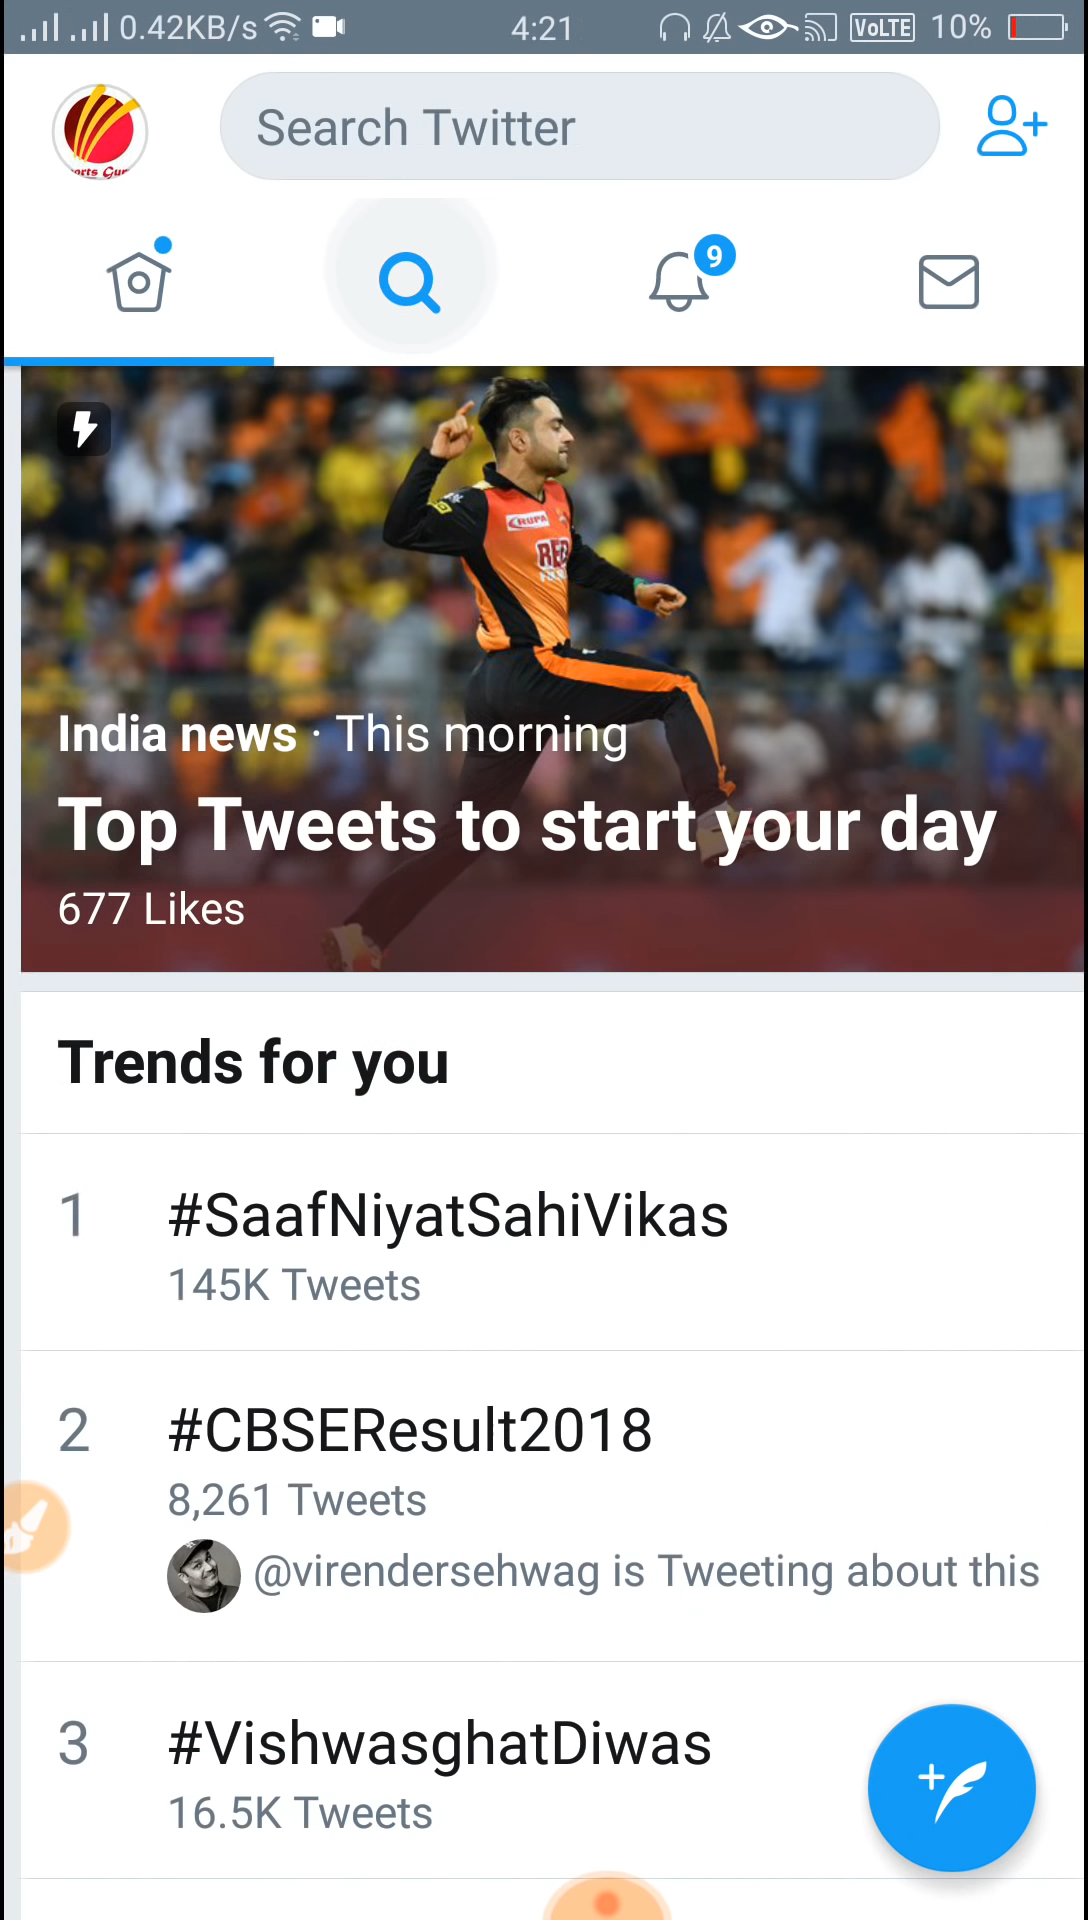 0.42KB/s 4:21 VoLTE 10%
Search Twitter
9
RUPA
RED
India news · This morning
Top Tweets to start your day
677 Likes
Trends for you
1 #SaafNiyatSahiVikas
145K Tweets
2 #CBSEResult2018
8,261 Tweets
@virendersehwag is Tweeting about this
3 #VishwasghatDiwas
16.5K Tweets